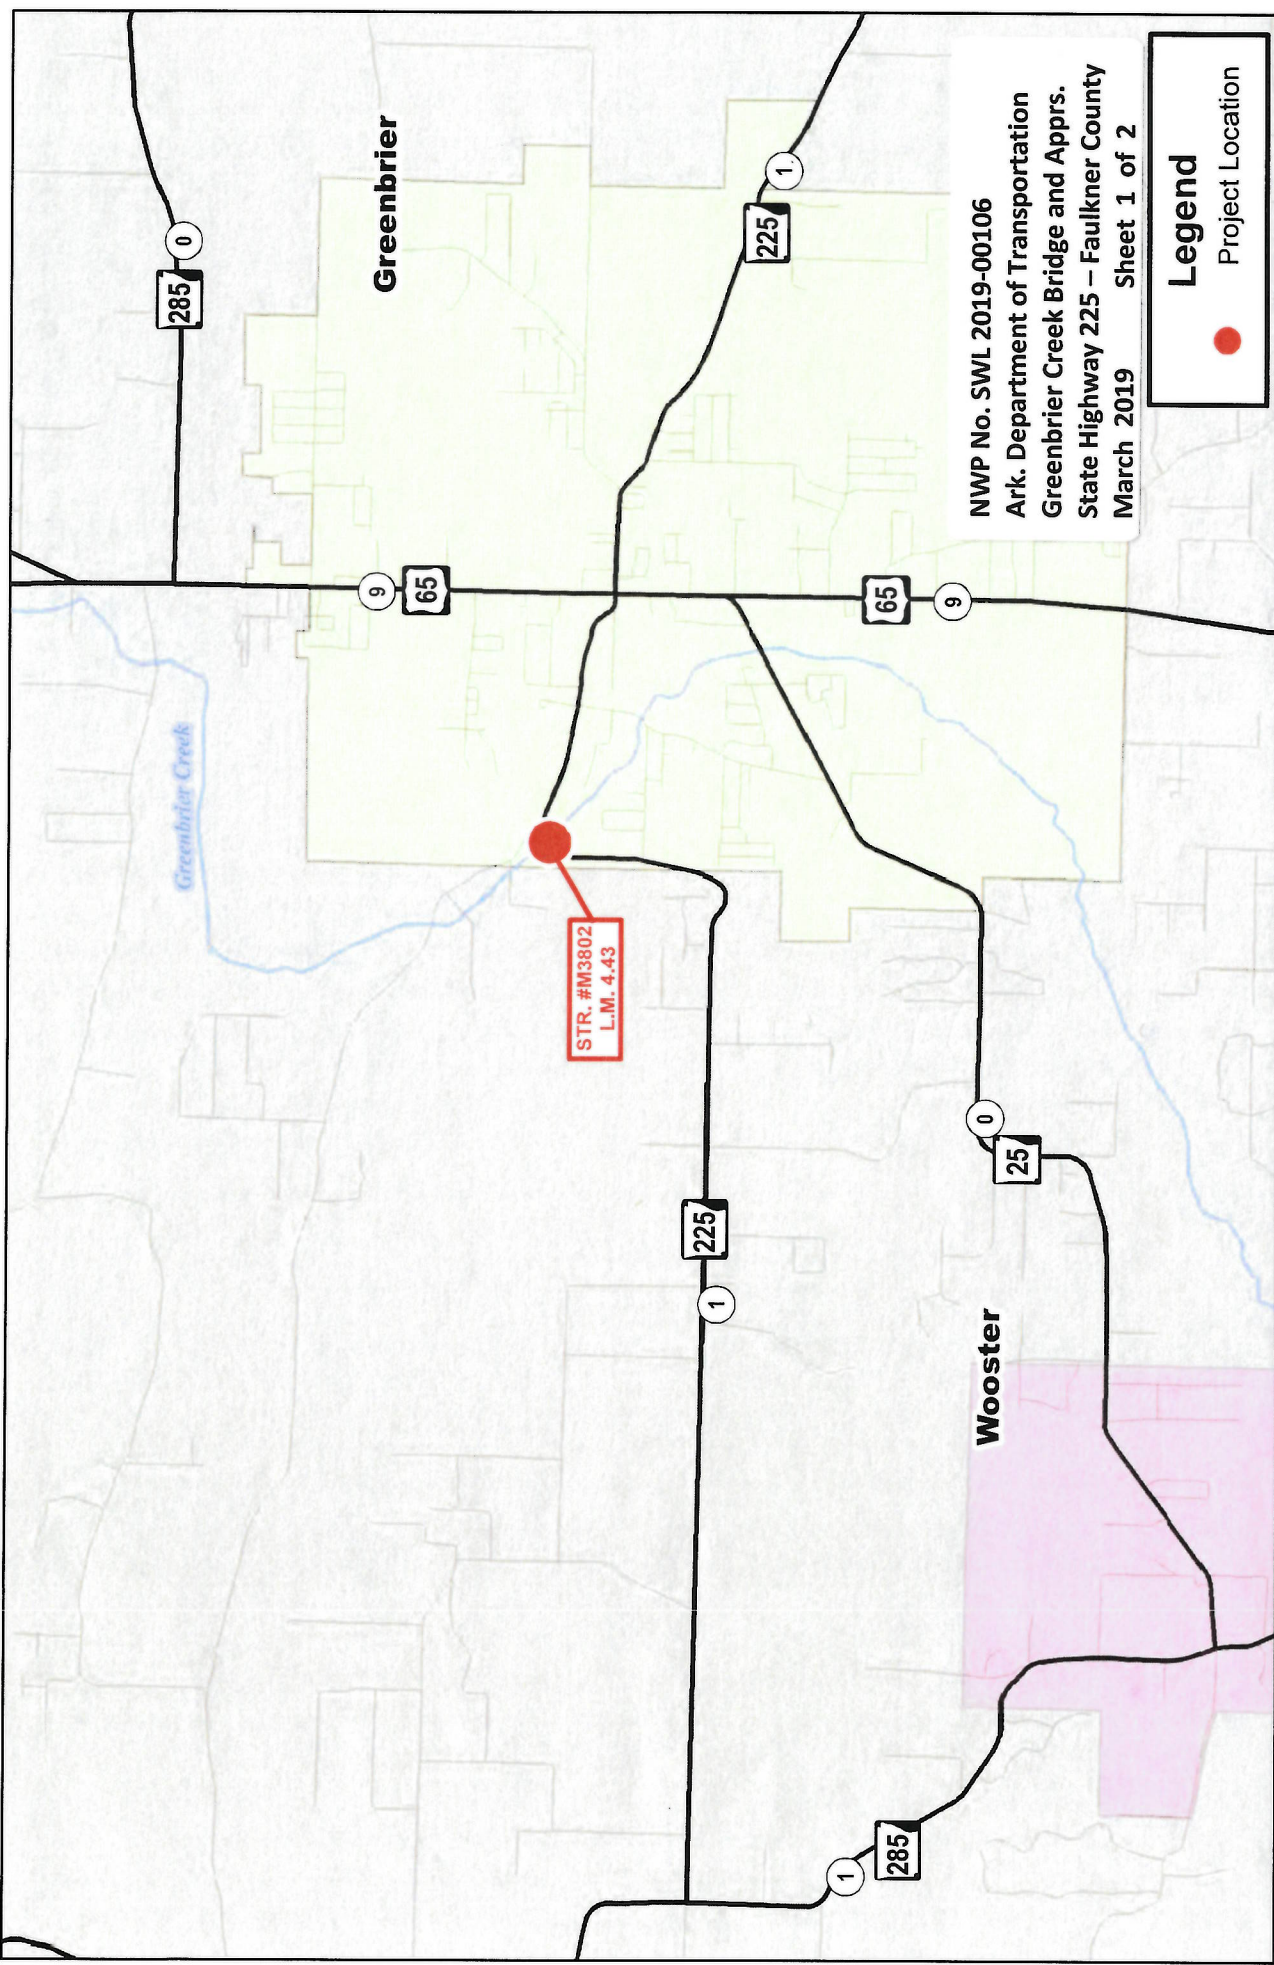 285
0
Greenbrier
225
1
9
65
65
9
Greenbrier Creek
STR. #M3802
L.M. 4.43
225
1
0
25
Wooster
1
285
NWP No. SWL 2019-00106
Ark. Department of Transportation
Greenbrier Creek Bridge and Apprs.
State Highway 225 – Faulkner County
March 2019 Sheet 1 of 2
Legend
Project Location